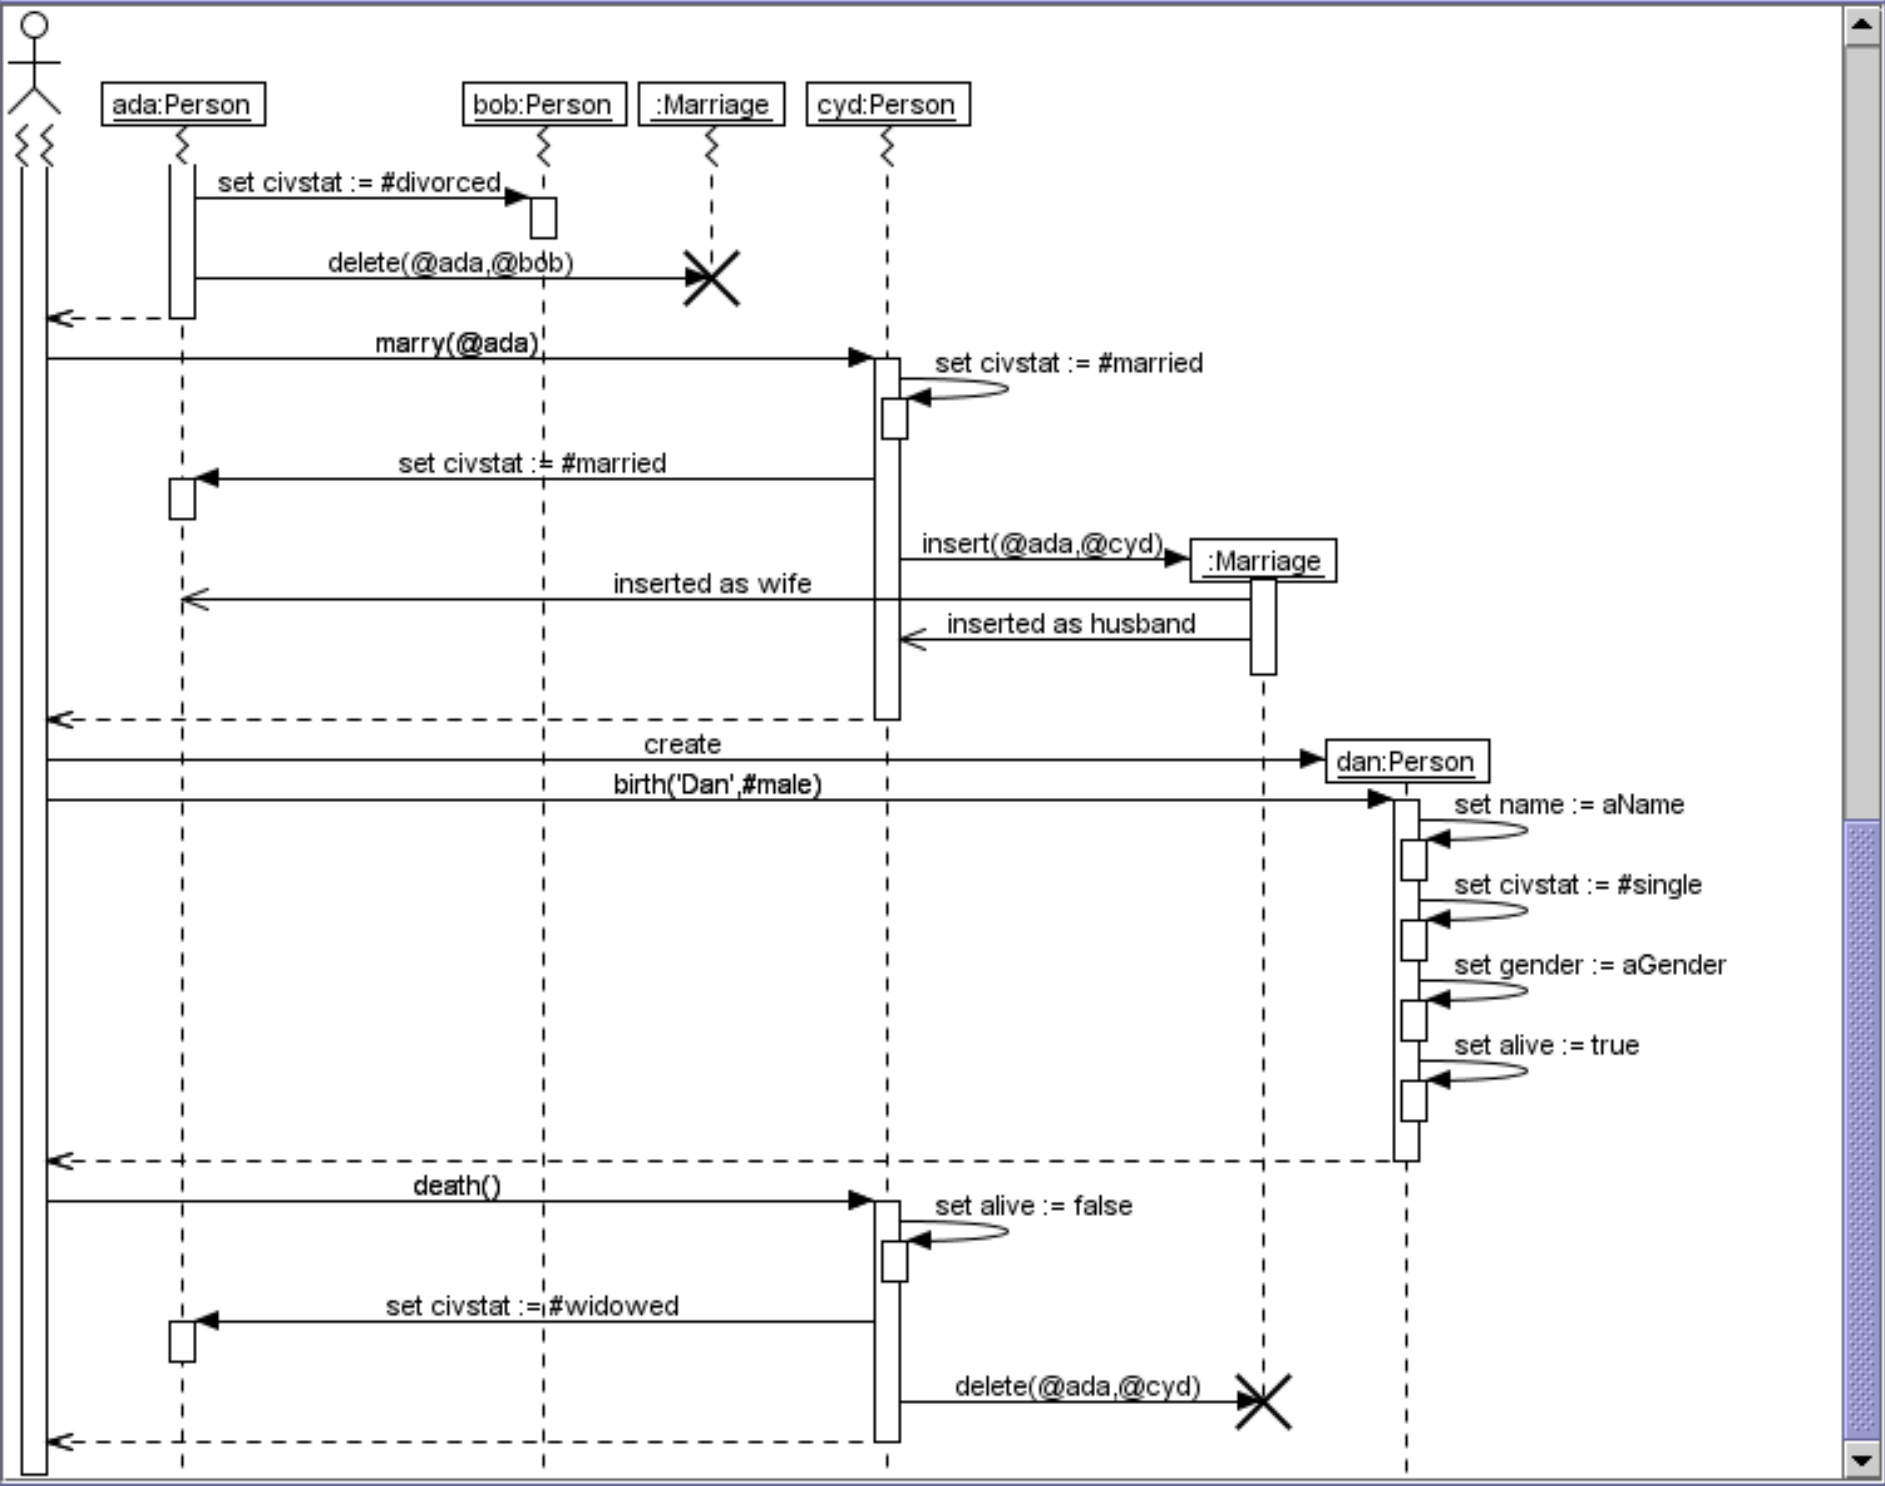 ada:Person
bob:Person
:Marriage
cyd:Person
set civstat := #divorced
delete(@ada,@bob)
marry(@ada)
set civstat := #married
set civstat := #married
insert(@ada,@cyd)
:Marriage
inserted as wife
inserted as husband
create
dan:Person
birth('Dan',#male)
set name := aName
set civstat := #single
set gender := aGender
set alive := true
death()
set alive := false
set civstat := #widowed
delete(@ada,@cyd)